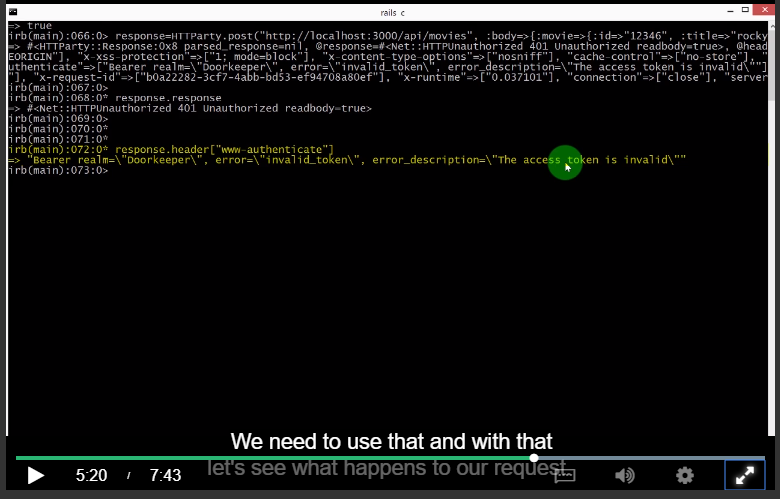 rails c
=> true
irb(main):066:0> response=HTTParty.post("http://localhost:3000/api/movies", :body=>{:movie=>{:id=>"12346", :title=>"rocky
=> #<HTTParty::Response:0x8 parsed_response=nil, @response=#<Net::HTTPUnauthorized 401 Unauthorized readbody=true>, @head
EORIGIN"], "x-xss-protection"=>["1; mode=block"], "x-content-type-options"=>["nosniff"], "cache-control"=>["no-store"], "
uthenticate"=>["Bearer realm=\"Doorkeeper\", error=\"invalid_token\", error_description=\"The access token is invalid\""]
"], "x-request-id"=>["b0a22282-3cf7-4abb-bd53-ef94708a80ef"], "x-runtime"=>["0.037101"], "connection"=>["close"], "server
irb(main):067:0>
irb(main):068:0* response.response
=> #<Net::HTTPUnauthorized 401 Unauthorized readbody=true>
irb(main):069:0>
irb(main):070:0*
irb(main):071:0*
irb(main):072:0* response.header["www-authenticate"]
=> "Bearer realm=\"Doorkeeper\", error=\"invalid_token\", error_description=\"The access token is invalid\""
irb(main):073:0>
We need to use that and with that
let's see what happens to our request.
5:20 / 7:43